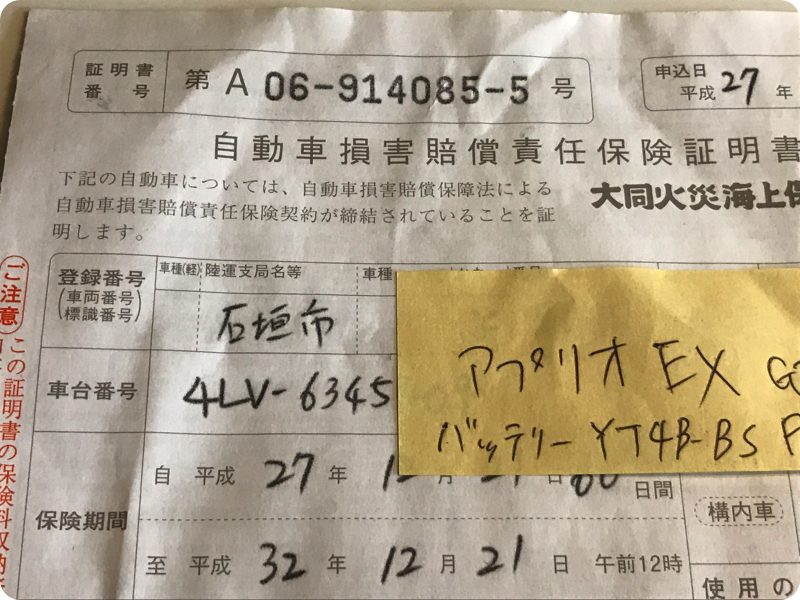 証明書番号 第 A 06-914085-5 号
申込日 平成 27 年
自動車損害賠償責任保険証明書
下記の自動車については、自動車損害賠償保障法による
自動車損害賠償責任保険契約が締結されていることを証
明します。
大同火災海上保
ご注意
この証明書の保険料収納
登録番号
(車両番号)
(標識番号)
車種(軽) 陸運支局名等 車種
石垣市
アプリオ EX
バッテリー YT4B-BS
車台番号 4LV-6345
保険期間
自 平成 27 年 月 日間
至 平成 32 年 12 月 21 日 午前12時
構内車
使用の